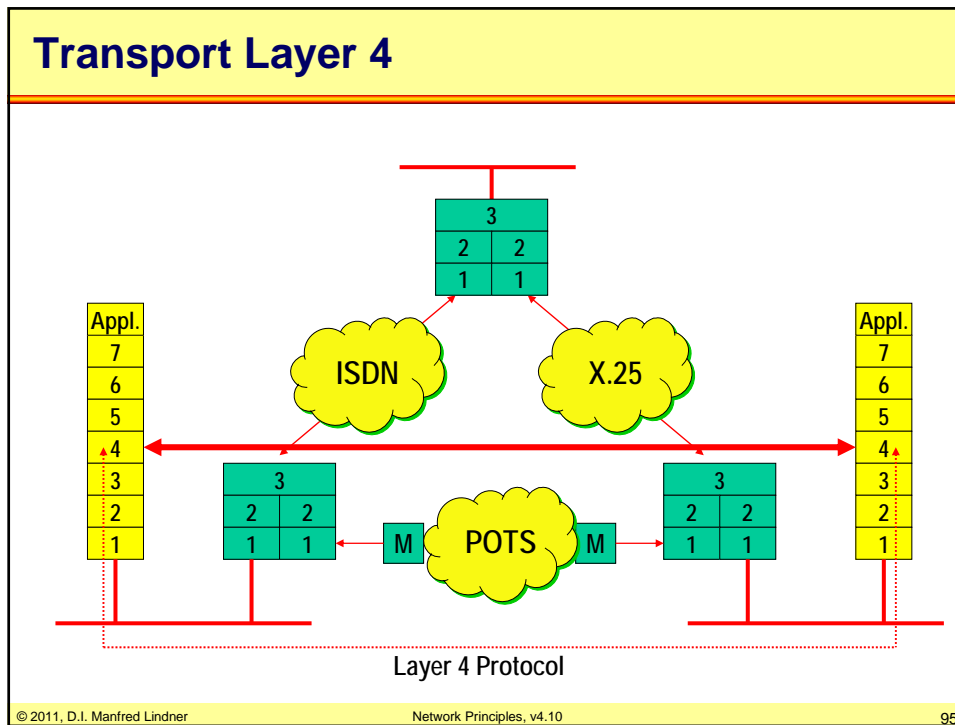 Transport Layer 4
3
2 2
1 1
Appl.
7
6
5
4
3
2
1
ISDN
X.25
Appl.
7
6
5
4
3
2
1
3
2 2
1 1
M
POTS
M
3
2 2
1 1
Layer 4 Protocol
© 2011, D.I. Manfred Lindner
Network Principles, v4.10
95